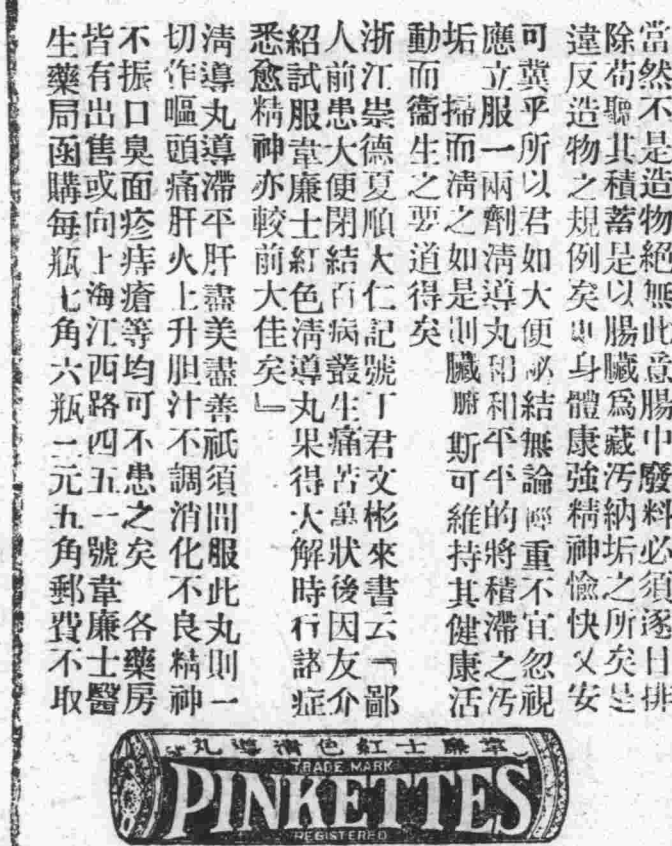 當然不是造物絕無此意腸中廢料必須逐日排
除苟聽其積蓄是以腸臟爲藏汚納垢之所矣是
違反造物之規例矣則身體康強精神愉快又安
可冀乎所以君如大便祕結無論輕重不宜忽視
應立服一兩劑淸導丸和和平平的將積滯之汚
垢 掃而淸之如是則臟腑斯可維持其健康活
動而衞生之要道得矣
浙江崇德夏順大仁記號丁君文彬來書云『鄙
人前患大便閉結百病叢生痛苦萬狀後因友介
紹試服韋廉士紅色淸導丸果得大解時行諸症
悉愈精神亦較前大佳矣』
淸導丸導滯平肝盡美盡善祇須間服此丸則一
切作嘔頭痛肝火上升胆汁不調消化不良精神
不振口臭面疹痔瘡等均可不患之矣 各藥房
皆有出售或向上海江西路四五一號韋廉士醫
生藥局函購每瓶七角六瓶二元五角郵費不取
韋廉士紅色淸導丸
TRADE MARK
PINKETTES
REGISTERED